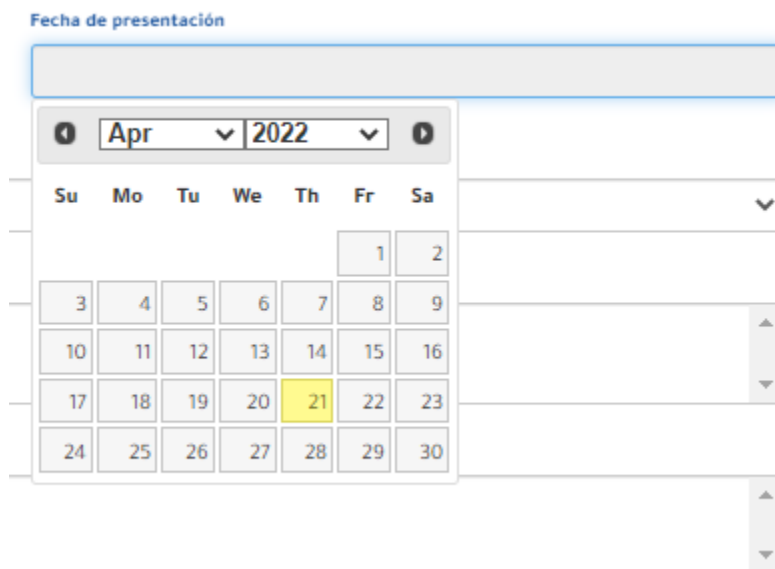 Fecha de presentación
Apr 2022
Su Mo Tu We Th Fr Sa
1 2
3 4 5 6 7 8 9
10 11 12 13 14 15 16
17 18 19 20 21 22 23
24 25 26 27 28 29 30